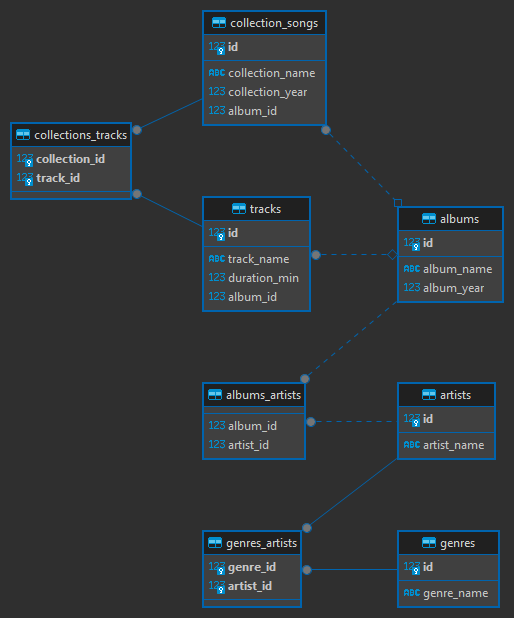 collection_songs
123 id
ABC collection_name
123 collection_year
123 album_id
collections_tracks
123 collection_id
123 track_id
tracks
123 id
ABC track_name
123 duration_min
123 album_id
albums
123 id
ABC album_name
123 album_year
albums_artists
123 album_id
123 artist_id
artists
123 id
ABC artist_name
genres_artists
123 genre_id
123 artist_id
genres
123 id
ABC genre_name